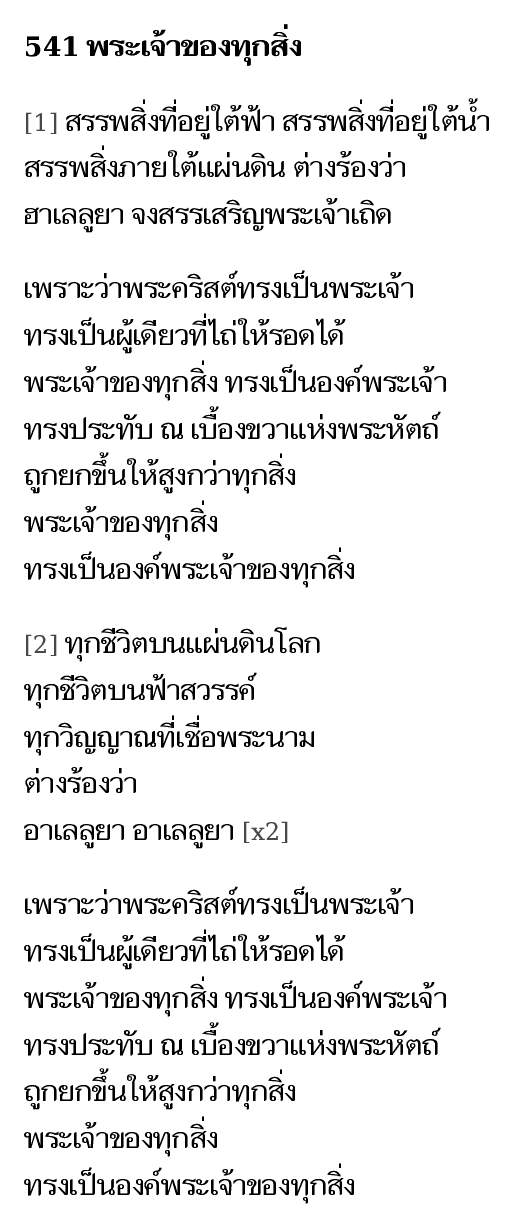 541 พระเจ้าของทุกสิ่ง
[1] สรรพสิ่งที่อยู่ใต้ฟ้า สรรพสิ่งที่อยู่ใต้น้ำ
สรรพสิ่งภายใต้แผ่นดิน ต่างร้องว่า
ฮาเลลูยา จงสรรเสริญพระเจ้าเถิด
เพราะว่าพระคริสต์ทรงเป็นพระเจ้า
ทรงเป็นผู้เดียวที่ไถ่ให้รอดได้
พระเจ้าของทุกสิ่ง ทรงเป็นองค์พระเจ้า
ทรงประทับ ณ เบื้องขวาแห่งพระหัตถ์
ถูกยกขึ้นให้สูงกว่าทุกสิ่ง
พระเจ้าของทุกสิ่ง
ทรงเป็นองค์พระเจ้าของทุกสิ่ง
[2] ทุกชีวิตบนแผ่นดินโลก
ทุกชีวิตบนฟ้าสวรรค์
ทุกวิญญาณที่เชื่อพระนาม
ต่างร้องว่า
อาเลลูยา อาเลลูยา [x2]
เพราะว่าพระคริสต์ทรงเป็นพระเจ้า
ทรงเป็นผู้เดียวที่ไถ่ให้รอดได้
พระเจ้าของทุกสิ่ง ทรงเป็นองค์พระเจ้า
ทรงประทับ ณ เบื้องขวาแห่งพระหัตถ์
ถูกยกขึ้นให้สูงกว่าทุกสิ่ง
พระเจ้าของทุกสิ่ง
ทรงเป็นองค์พระเจ้าของทุกสิ่ง